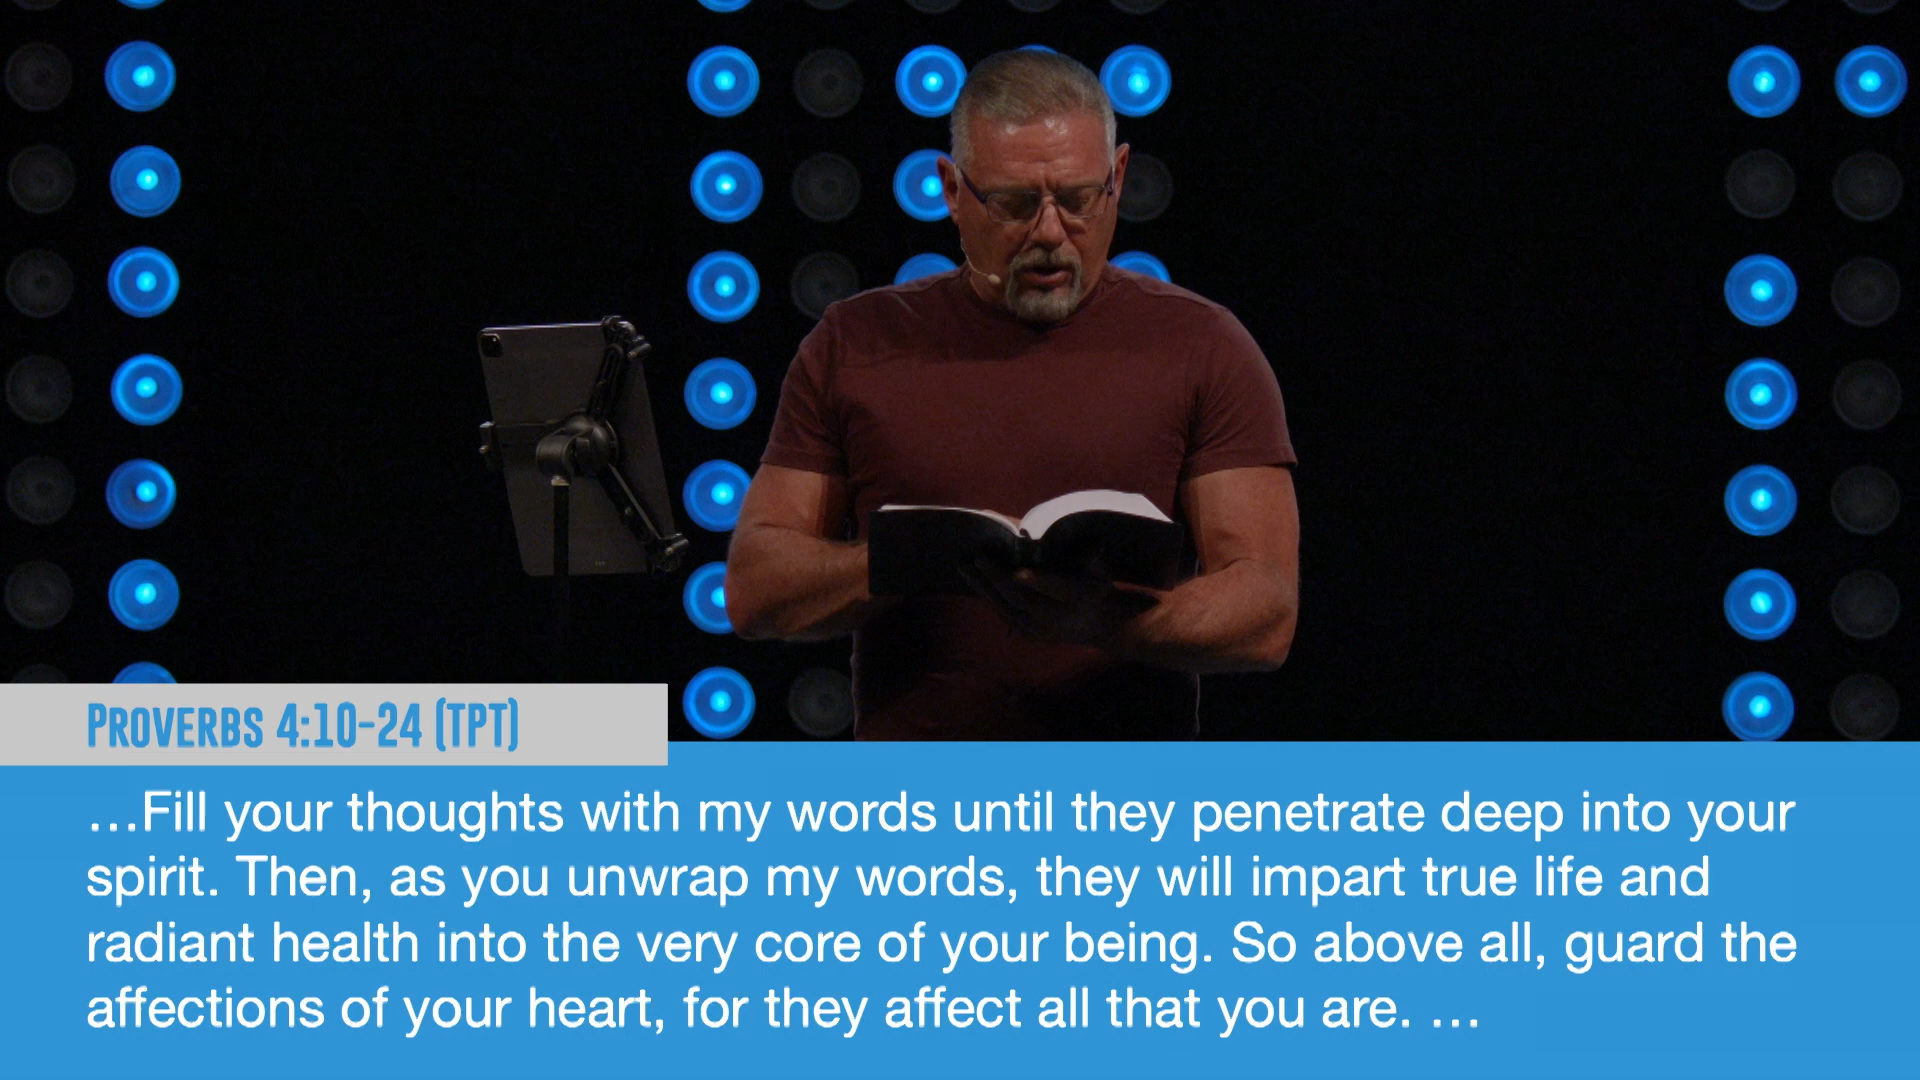 PROVERBS 4:10-24 (TPT)
...Fill your thoughts with my words until they penetrate deep into your
spirit. Then, as you unwrap my words, they will impart true life and
radiant health into the very core of your being. So above all, guard the
affections of your heart, for they affect all that you are. ...